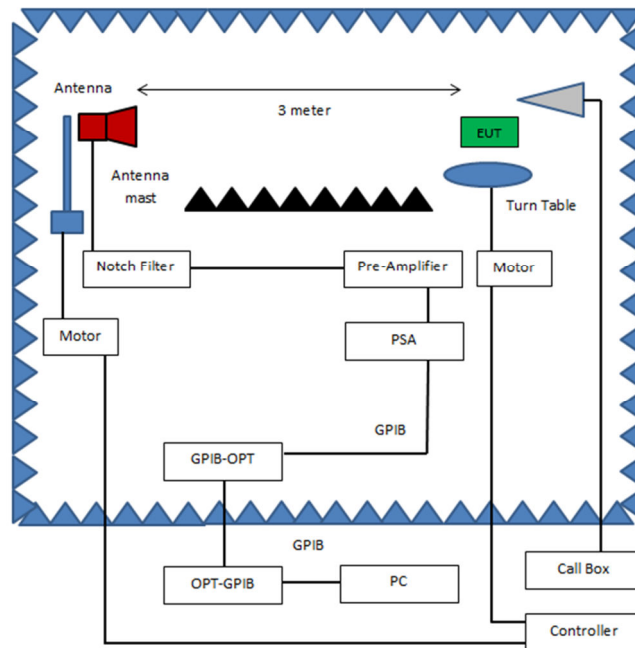 Antenna
3 meter
EUT
Antenna
mast
Turn Table
Notch Filter
Pre-Amplifier
Motor
Motor
PSA
GPIB
GPIB-OPT
GPIB
OPT-GPIB
PC
Call Box
Controller